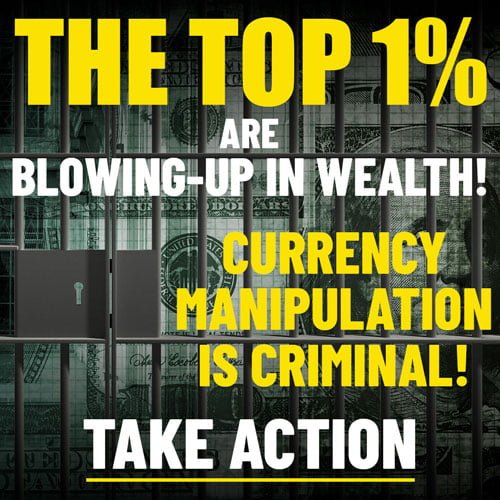 THE TOP 1%
ARE
BLOWING-UP IN WEALTH!
CURRENCY
MANIPULATION
IS CRIMINAL!
TAKE ACTION